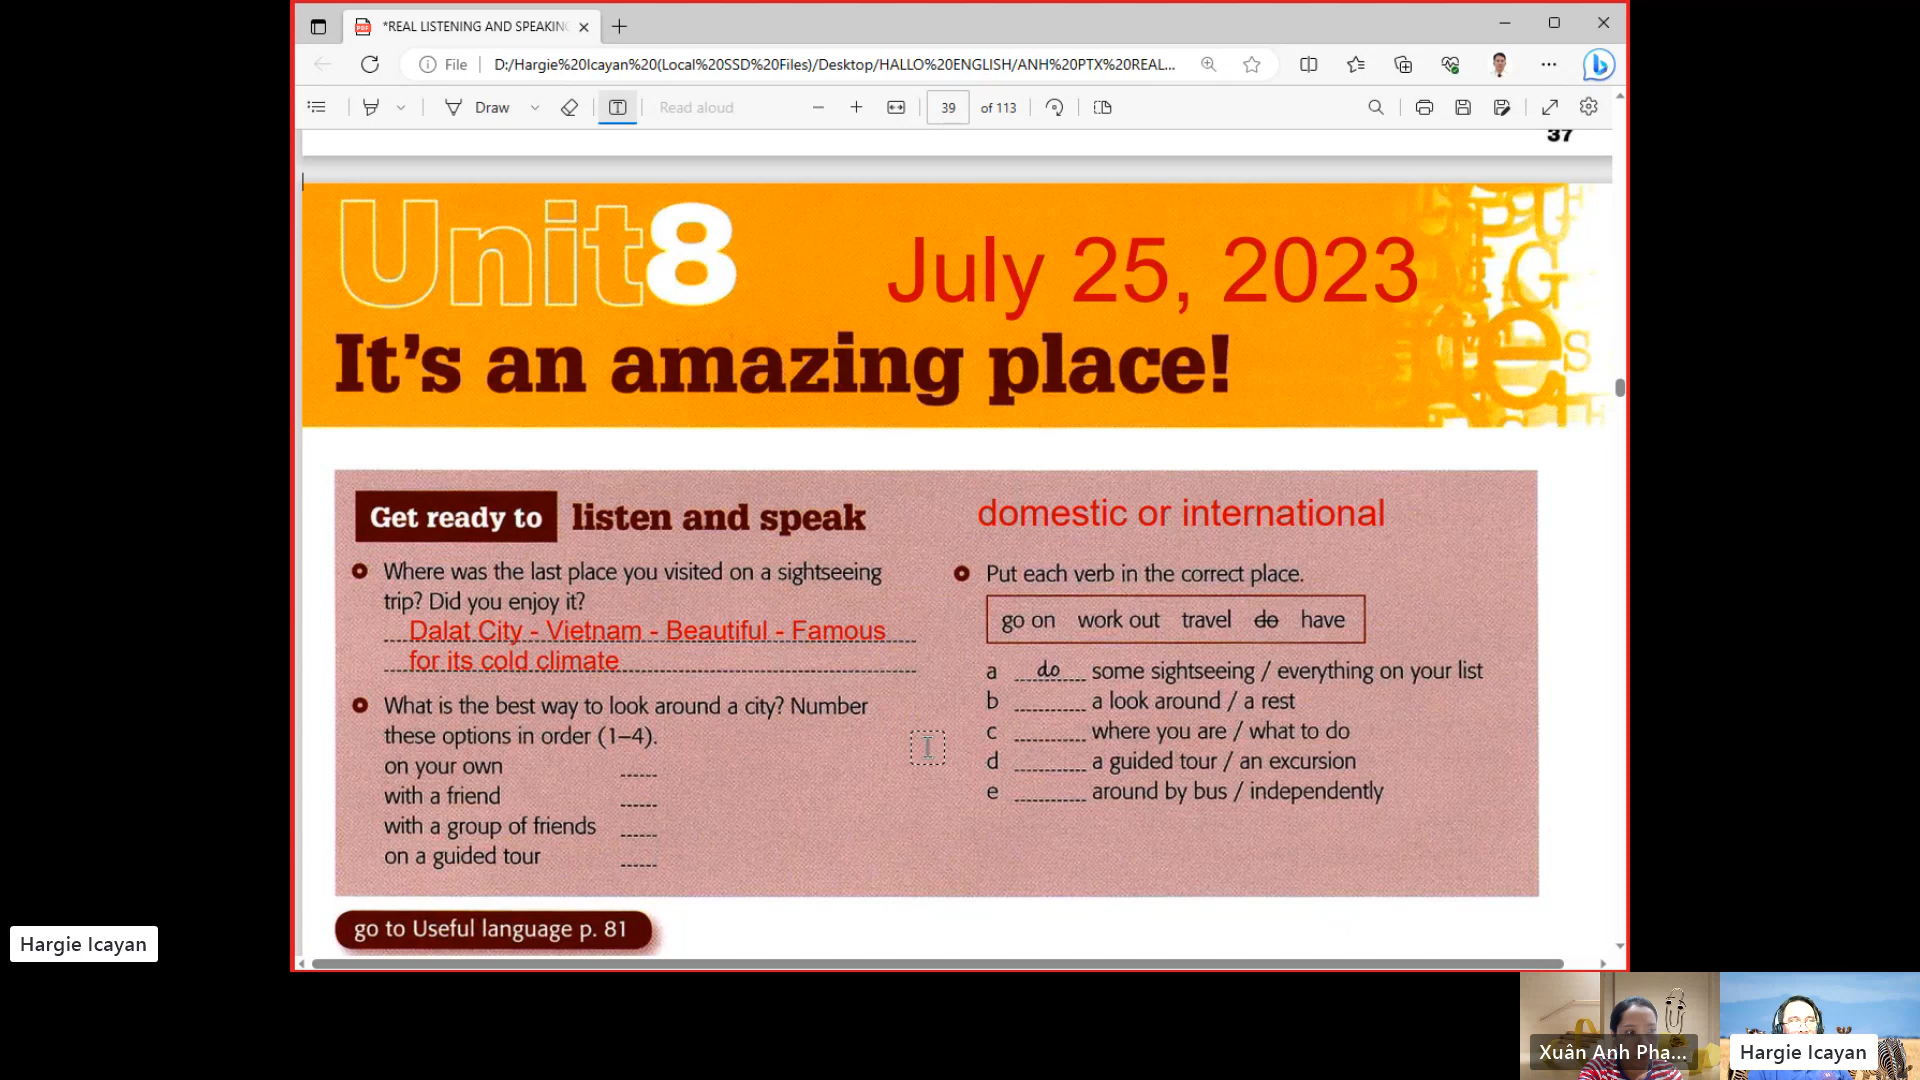 *REAL LISTENING AND SPEAKING
File
D:/Hargie%20Icayan%20(Local%20SSD%20Files)/Desktop/HALLO%20ENGLISH/ANH%20PTX%20REAL...
Draw
Read aloud
39 of 113
37
Unit8
July 25, 2023
It's an amazing place!
Get ready to listen and speak
Where was the last place you visited on a sightseeing
trip? Did you enjoy it?
Dalat City - Vietnam - Beautiful - Famous
for its cold climate
What is the best way to look around a city? Number
these options in order (1–4).
on your own
with a friend
with a group of friends
on a guided tour
domestic or international
Put each verb in the correct place.
go on work out travel do have
a do some sightseeing / everything on your list
b a look around / a rest
c where you are / what to do
d a guided tour / an excursion
e around by bus / independently
go to Useful language p. 81
Hargie Icayan
Xuân Anh Phạ...
Hargie Icayan